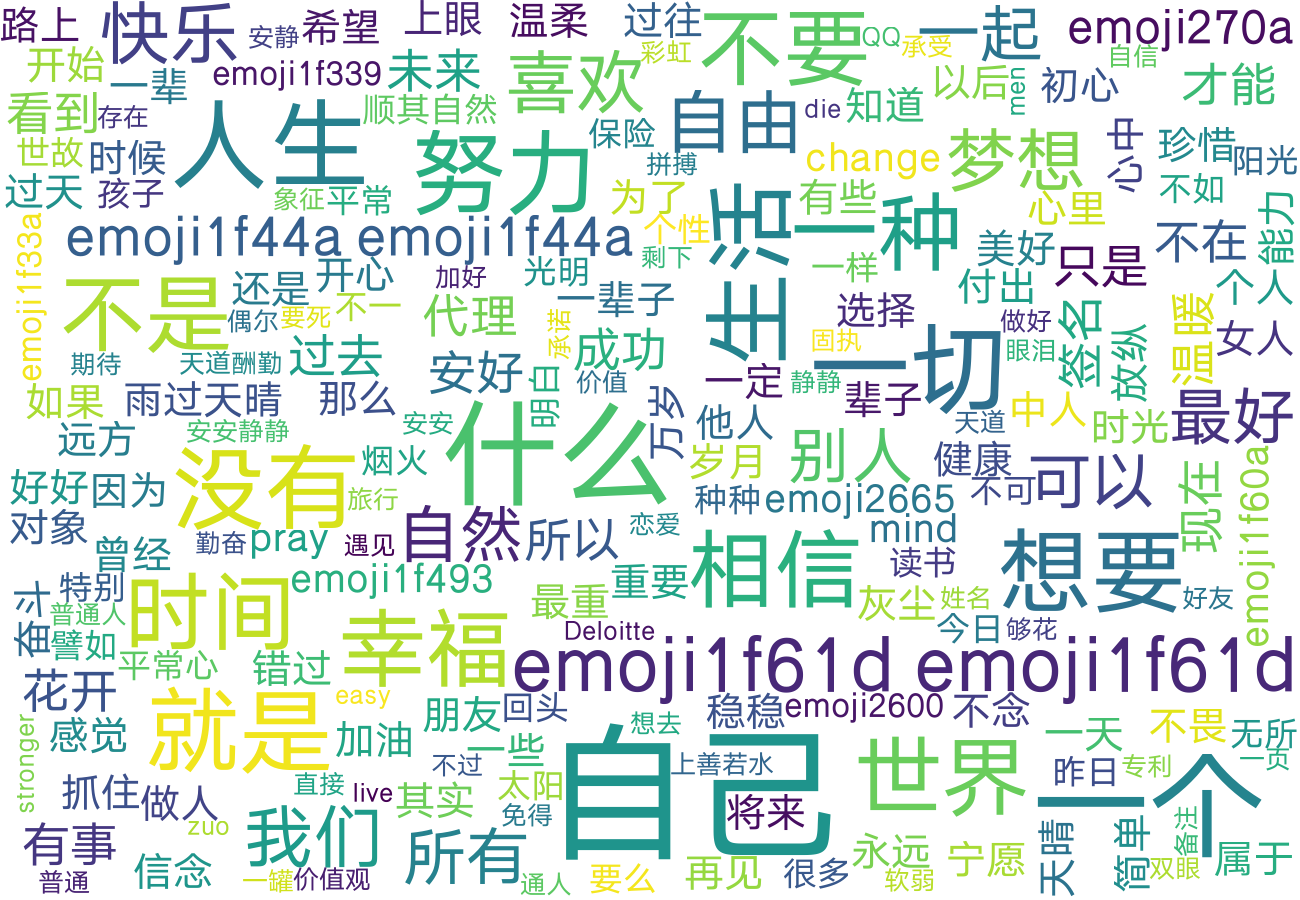 路上 快乐 安静 希望 上眼 温柔 过往 不要 QQ 承受 一起 emoji270a
开始 一辈 emoji1f339 未来 喜欢 彩虹 自由 以后 men 初心 自信 才能
看到 存在 人生 顺其自然 努力 保险 die 知道 梦想 心中 珍惜 阳光
世故 时候 拼搏 change
过天 孩子 象征 平常 为了 生活 有些 心里 不如 能力
emoji1f33a emoji1f44a emoji1f44a 个性 一种 美好 只是 不在
不是 还是 开心 加好 光明 剩下 一样 付出 个人
偶尔 要死 不一 代理 一辈子 选择 做好 签名 温暖 女人
期待 天道酬勤 过去 承诺 成功 固执 一切 眼泪 放纵
如果 雨过天晴 那么 安好 明白 价值 一定 静静 辈子 中人 最好
远方 安安静静 安安 什么 万岁 他人 天道 时光
没有 烟火 岁月 别人 健康 可以 emoji1f60a
好好 因为 旅行 种种 emoji2665 不可 现在
对象 曾经 勤奋 pray 遇见 自然 所以 恋爱 mind 想要
奋斗 特别 时间 emoji1f493 重要 相信 读书
普通人 最重 灰尘 姓名 好友
譬如 平常心 错过 幸福 Deloitte 今日 够花
花开 emoji1f61d emoji1f61d
stronger 感觉 就是 easy 加油 朋友 回头 想去 稳稳 emoji2600 不念 一天 不畏 无所
不过 一些 自己 上善若水 世界 昨日 专利 一页
抓住 做人 直接 live 其实 太阳 将来 一个
有事 zuo 我们 免得 天晴 简单 备注
普通 信念 一罐 价值观 所有 通人 要么 再见 很多 永远 软弱 宁愿 双眼 属于